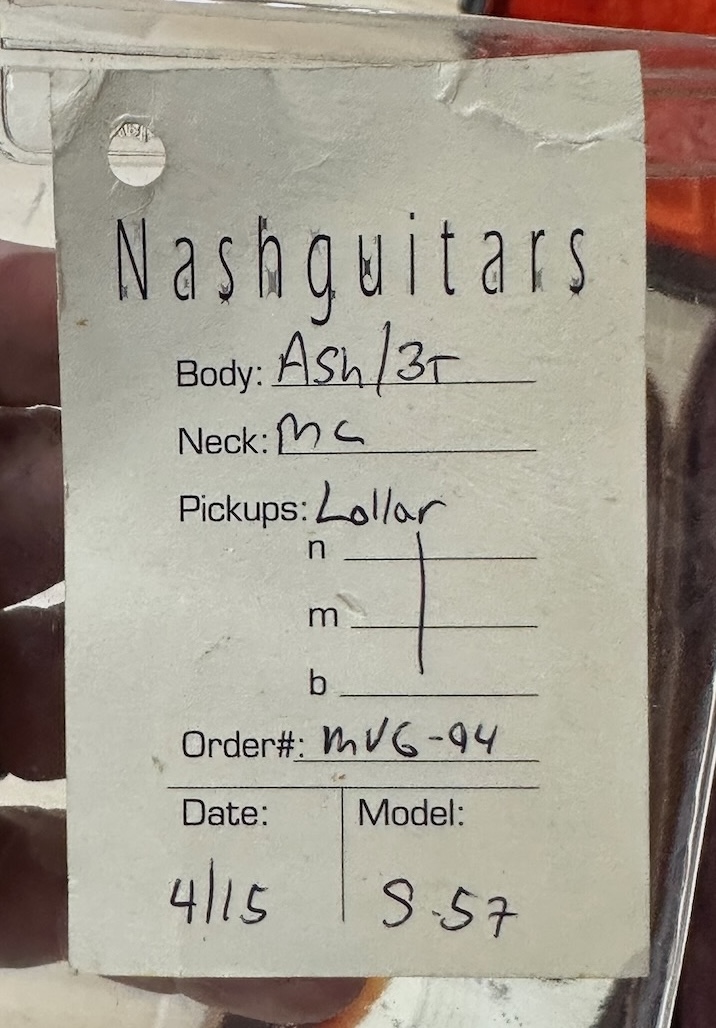 Nashguitars
Body: Ash/3T
Neck: MC
Pickups: Lollar
n
m
b
Order#: MVG-94
Date: Model:
4/15 S-57